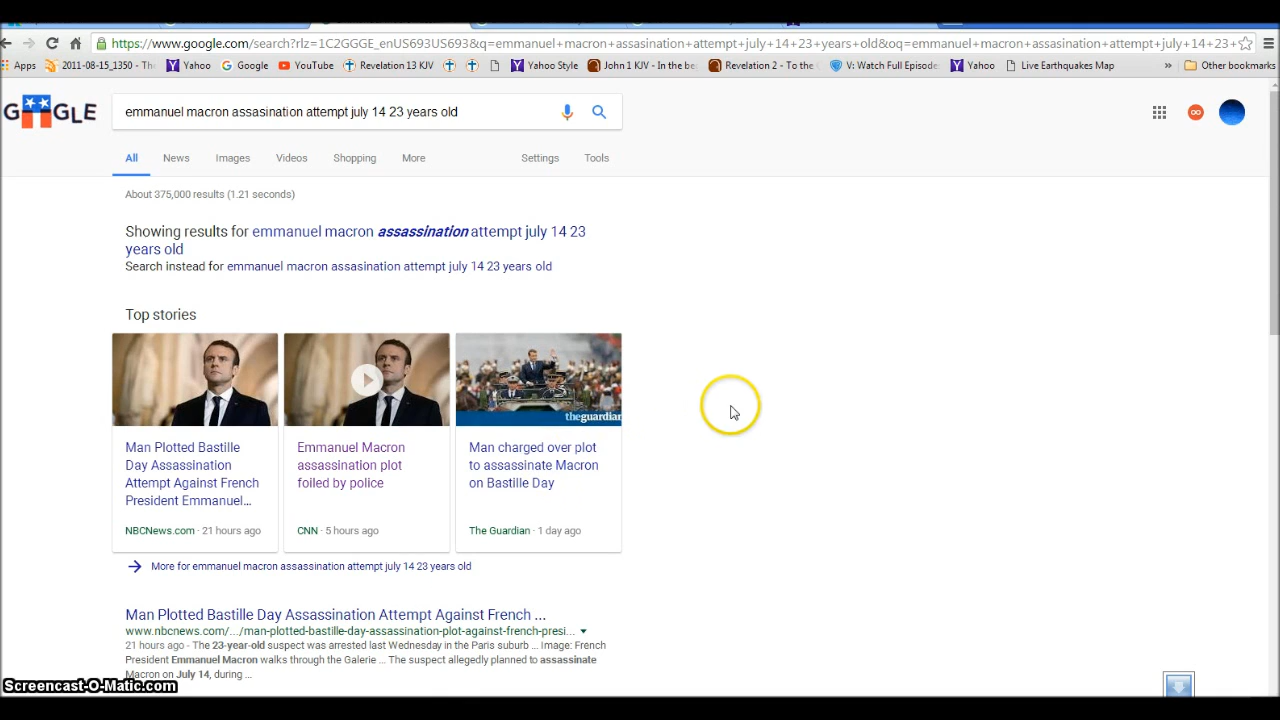 https://www.google.com/search?rlz=1C2GGGE_enUS693US693&q=emmanuel+macron+assasination+attempt+july+14+23+years+old&oq=emmanuel+macron+assasination+attempt+july+14+23+
Apps 2011-08-15_1350 - Th Yahoo Google YouTube Revelation 13 KJV Yahoo Style John 1 KJV - In the be Revelation 2 - To the C V: Watch Full Episode: Yahoo Live Earthquakes Map » Other bookmarks
GOOGLE
emmanuel macron assasination attempt july 14 23 years old
All News Images Videos Shopping More Settings Tools
About 375,000 results (1.21 seconds)
Showing results for emmanuel macron assassination attempt july 14 23
years old
Search instead for emmanuel macron assasination attempt july 14 23 years old
Top stories
theguardian
Man Plotted Bastille
Day Assassination
Attempt Against French
President Emmanuel...
NBCNews.com · 21 hours ago
Emmanuel Macron
assassination plot
foiled by police
CNN · 5 hours ago
Man charged over plot
to assassinate Macron
on Bastille Day
The Guardian · 1 day ago
More for emmanuel macron assassination attempt july 14 23 years old
Man Plotted Bastille Day Assassination Attempt Against French ...
www.nbcnews.com/.../man-plotted-bastille-day-assassination-plot-against-french-presi...
21 hours ago - The 23-year-old suspect was arrested last Wednesday in the Paris suburb ... Image: French
President Emmanuel Macron walks through the Galerie ... The suspect allegedly planned to assassinate
Macron on July 14, during ...
Screencast-O-Matic.com